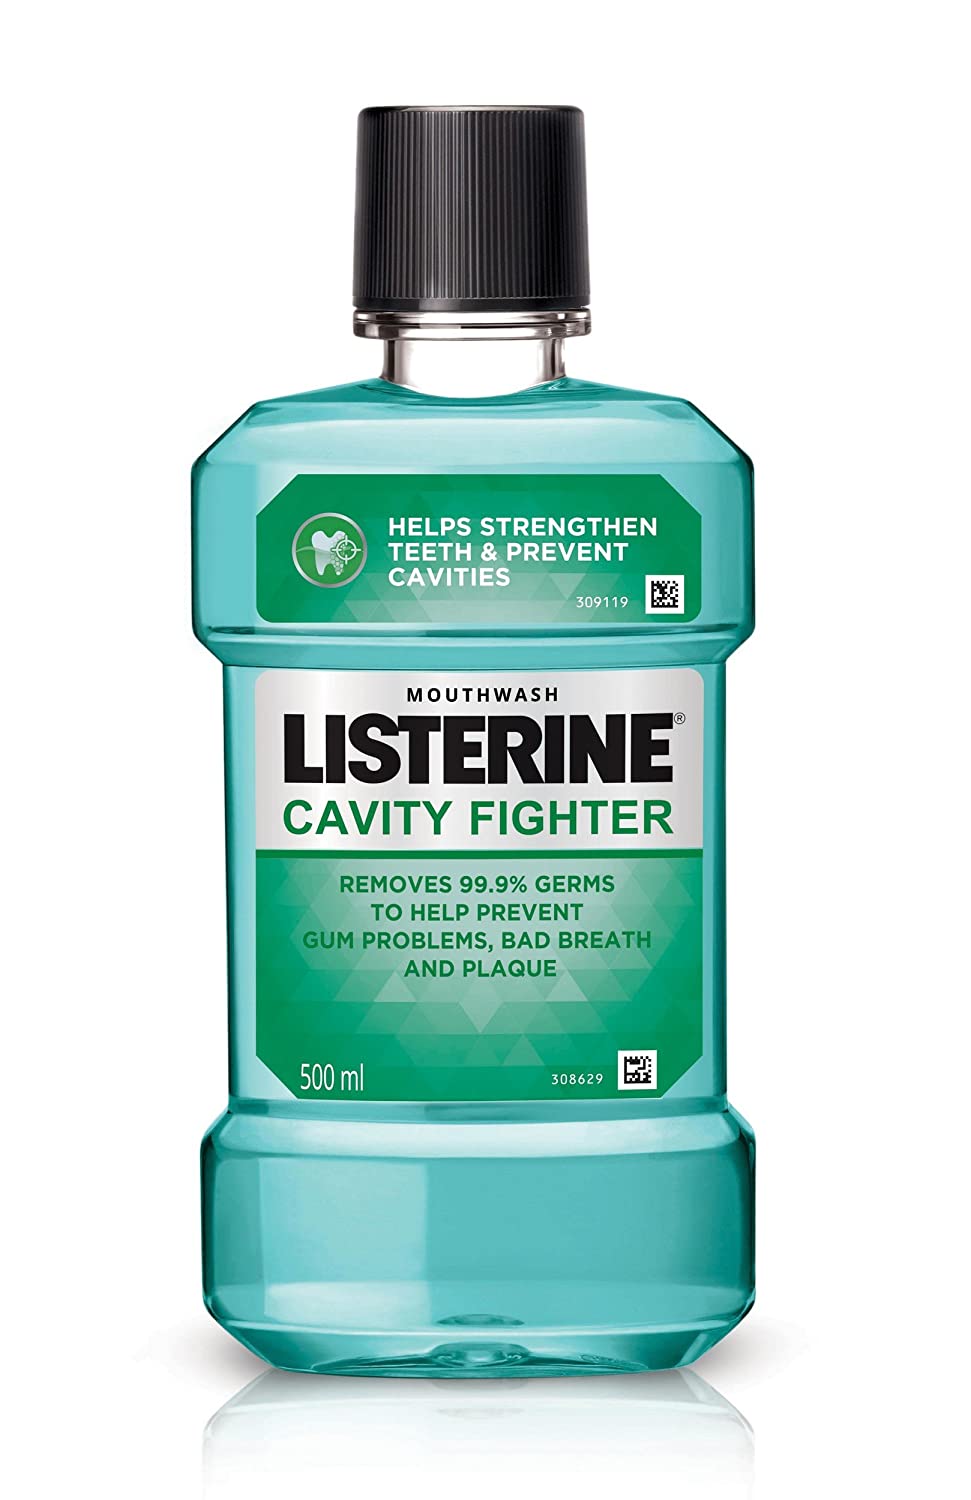 HELPS STRENGTHEN
TEETH & PREVENT
CAVITIES
309119
MOUTHWASH
LISTERINE®
CAVITY FIGHTER
REMOVES 99.9% GERMS
TO HELP PREVENT
GUM PROBLEMS, BAD BREATH
AND PLAQUE
500 ml
308629